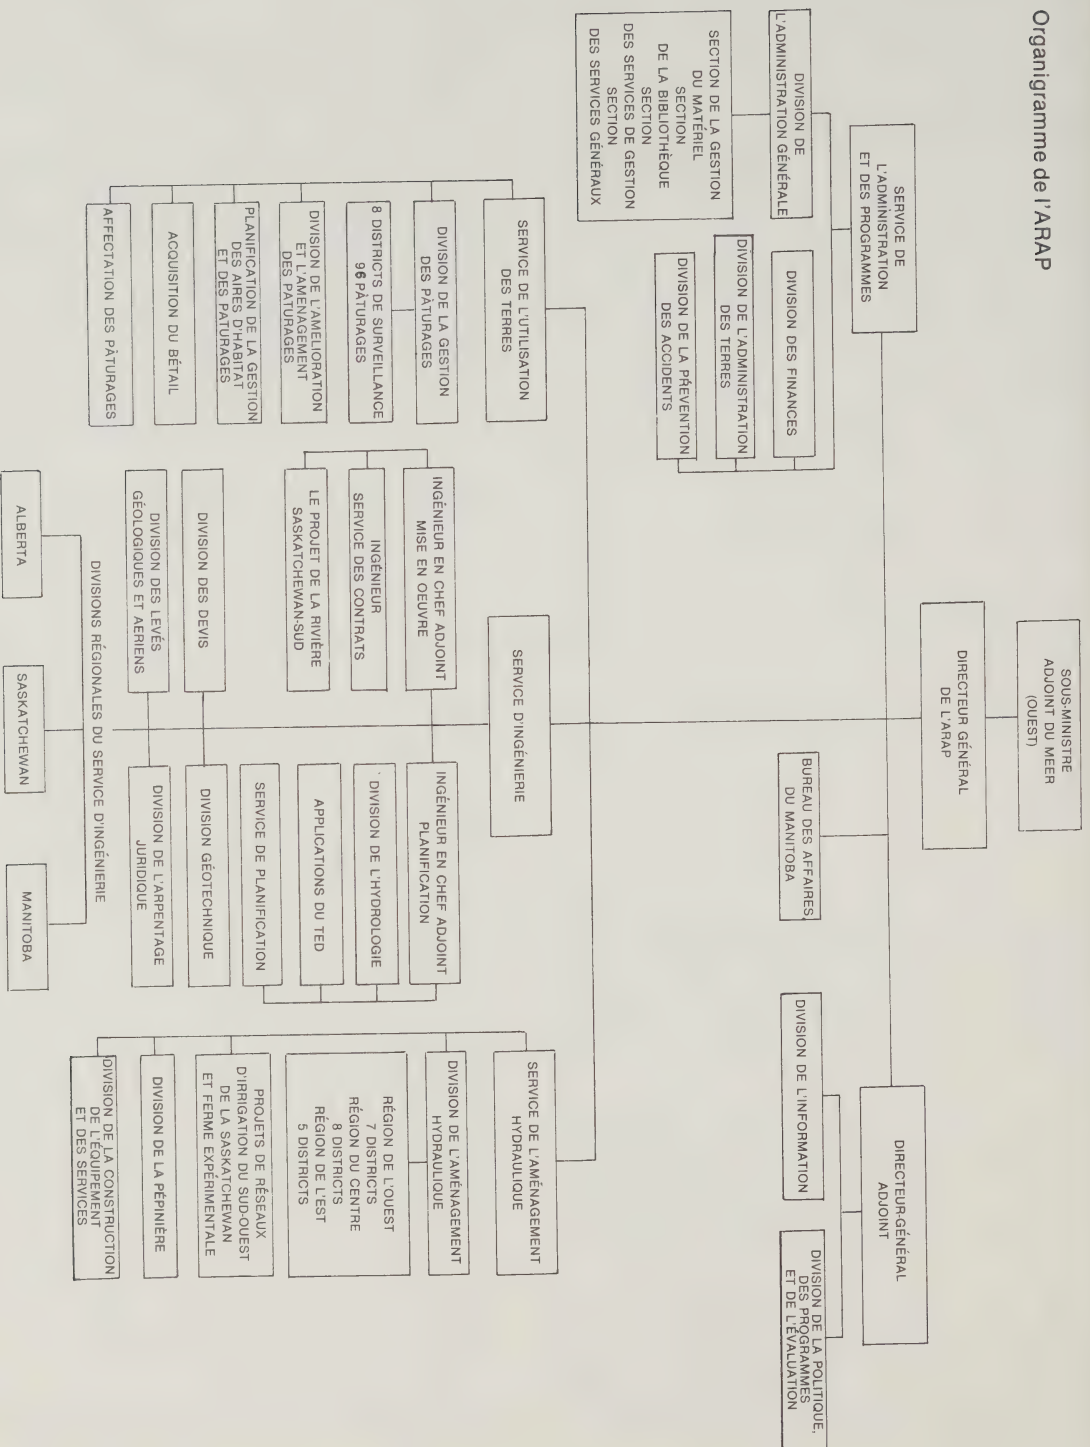 Organigramme de l'ARAP
SOUS-MINISTRE
ADJOINT DU MEER
(OUEST)
DIRECTEUR GÉNÉRAL
DE L'ARAP
SERVICE DE
L'ADMINISTRATION
ET DES PROGRAMMES
DIVISION DE
L'ADMINISTRATION GÉNÉRALE
SECTION DE LA GESTION
DU MATÉRIEL
SECTION
DE LA BIBLIOTHÈQUE
SECTION
DES SERVICES DE GESTION
SECTION
DES SERVICES GÉNÉRAUX
DIVISION DES FINANCES
DIVISION DE L'ADMINISTRATION
DES TERRES
DIVISION DE LA PRÉVENTION
DES ACCIDENTS
BUREAU DES AFFAIRES
DU MANITOBA
DIRECTEUR-GÉNÉRAL
ADJOINT
DIVISION DE L'INFORMATION
DIVISION DE LA POLITIQUE,
DES PROGRAMMES
ET DE L'ÉVALUATION
SERVICE DE L'UTILISATION
DES TERRES
DIVISION DE LA GESTION
DES PÂTURAGES
8 DISTRICTS DE SURVEILLANCE
96 PÂTURAGES
DIVISION DE L'AMELIORATION
ET L'AMÉNAGEMENT
DES PÂTURAGES
PLANIFICATION DE LA GESTION
DES AIRES D'HABITAT
ET DES PATURAGES
ACQUISITION DU BÉTAIL
AFFECTATION DES PÂTURAGES
SERVICE D'INGÉNIERIE
INGÉNIEUR EN CHEF ADJOINT
MISE EN OEUVRE
INGÉNIEUR
SERVICE DES CONTRATS
LE PROJET DE LA RIVIÈRE
SASKATCHEWAN-SUD
DIVISION DES DEVIS
DIVISION DES LEVÉS
GÉOLOGIQUES ET AERIENS
INGÉNIEUR EN CHEF ADJOINT
PLANIFICATION
DIVISION DE L'HYDROLOGIE
APPLICATIONS DU TED
SERVICE DE PLANIFICATION
DIVISION GÉOTECHNIQUE
DIVISION DE L'ARPENTAGE
JURIDIQUE
DIVISIONS RÉGIONALES DU SERVICE D'INGÉNIERIE
ALBERTA
SASKATCHEWAN
MANITOBA
SERVICE DE L'AMÉNAGEMENT
HYDRAULIQUE
DIVISION DE L'AMÉNAGEMENT
HYDRAULIQUE
RÉGION DE L'OUEST
7 DISTRICTS
RÉGION DU CENTRE
8 DISTRICTS
RÉGION DE L'EST
5 DISTRICTS
PROJETS DE RÉSEAUX
D'IRRIGATION DU SUD-OUEST
DE LA SASKATCHEWAN
ET FERME EXPÉRIMENTALE
DIVISION DE LA PÉPINIÈRE
DIVISION DE LA CONSTRUCTION
DE L'ÉQUIPEMENT
ET DES SERVICES